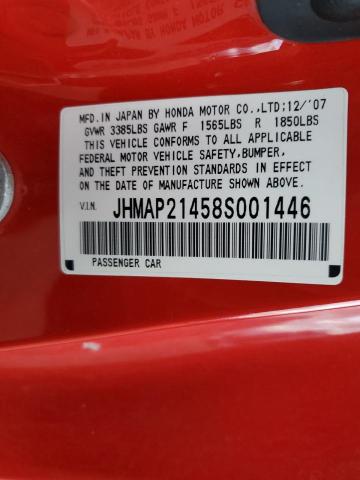 MFD.IN JAPAN BY HONDA MOTOR CO.,LTD;12/'07
GVWR 3385LBS GAWR F 1565LBS R 1850LBS
THIS VEHICLE CONFORMS TO ALL APPLICABLE
FEDERAL MOTOR VEHICLE SAFETY,BUMPER,
AND THEFT PREVENTION STANDARDS IN EFFECT
ON THE DATE OF MANUFACTURE SHOWN ABOVE.
V.I.N. JHMAP21458S001446
PASSENGER CAR